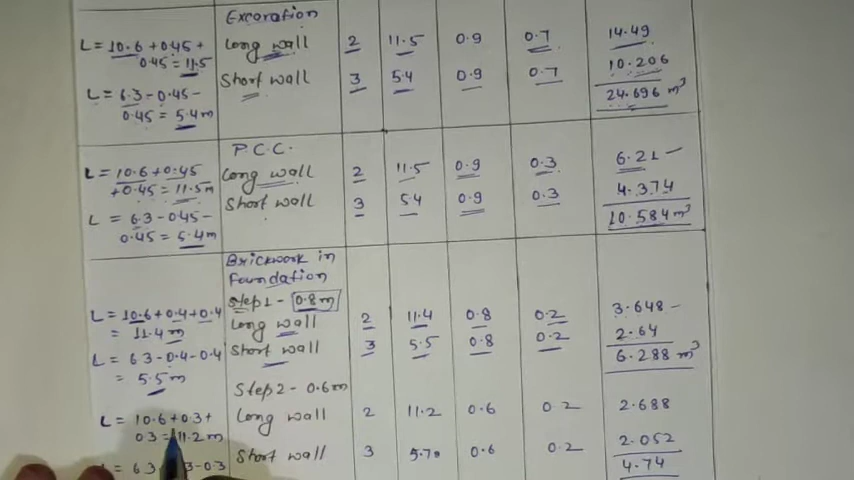 Excavation
L = 10.6 + 0.45 + Long wall 2 11.5 0.9 0.7 14.49
0.45 = 11.5
Short wall 3 5.4 0.9 0.7 10.206
L = 6.3 - 0.45 - 24.696 m³
0.45 = 5.4 m
P.C.C.
L = 10.6 + 0.45 Long wall 2 11.5 0.9 0.3 6.21
+0.45 = 11.5 m
Short wall 3 5.4 0.9 0.3 4.374
L = 6.3 - 0.45 - 10.584 m³
0.45 = 5.4 m
Brickwork in
foundation
Step 1 - 0.8m
L = 10.6 + 0.4 + 0.4 Long wall 2 11.4 0.8 0.2 3.648
= 11.4 m
L = 6.3 - 0.4 - 0.4 Short wall 3 5.5 0.8 0.2 2.64
6.288 m³
= 5.5 m
Step 2 - 0.6m
L = 10.6 + 0.3 + Long wall 2 11.2 0.6 0.2 2.688
0.3 = 11.2 m
L = 6.3 3 - 0.3 Short wall 3 5.70 0.6 0.2 2.052
4.74